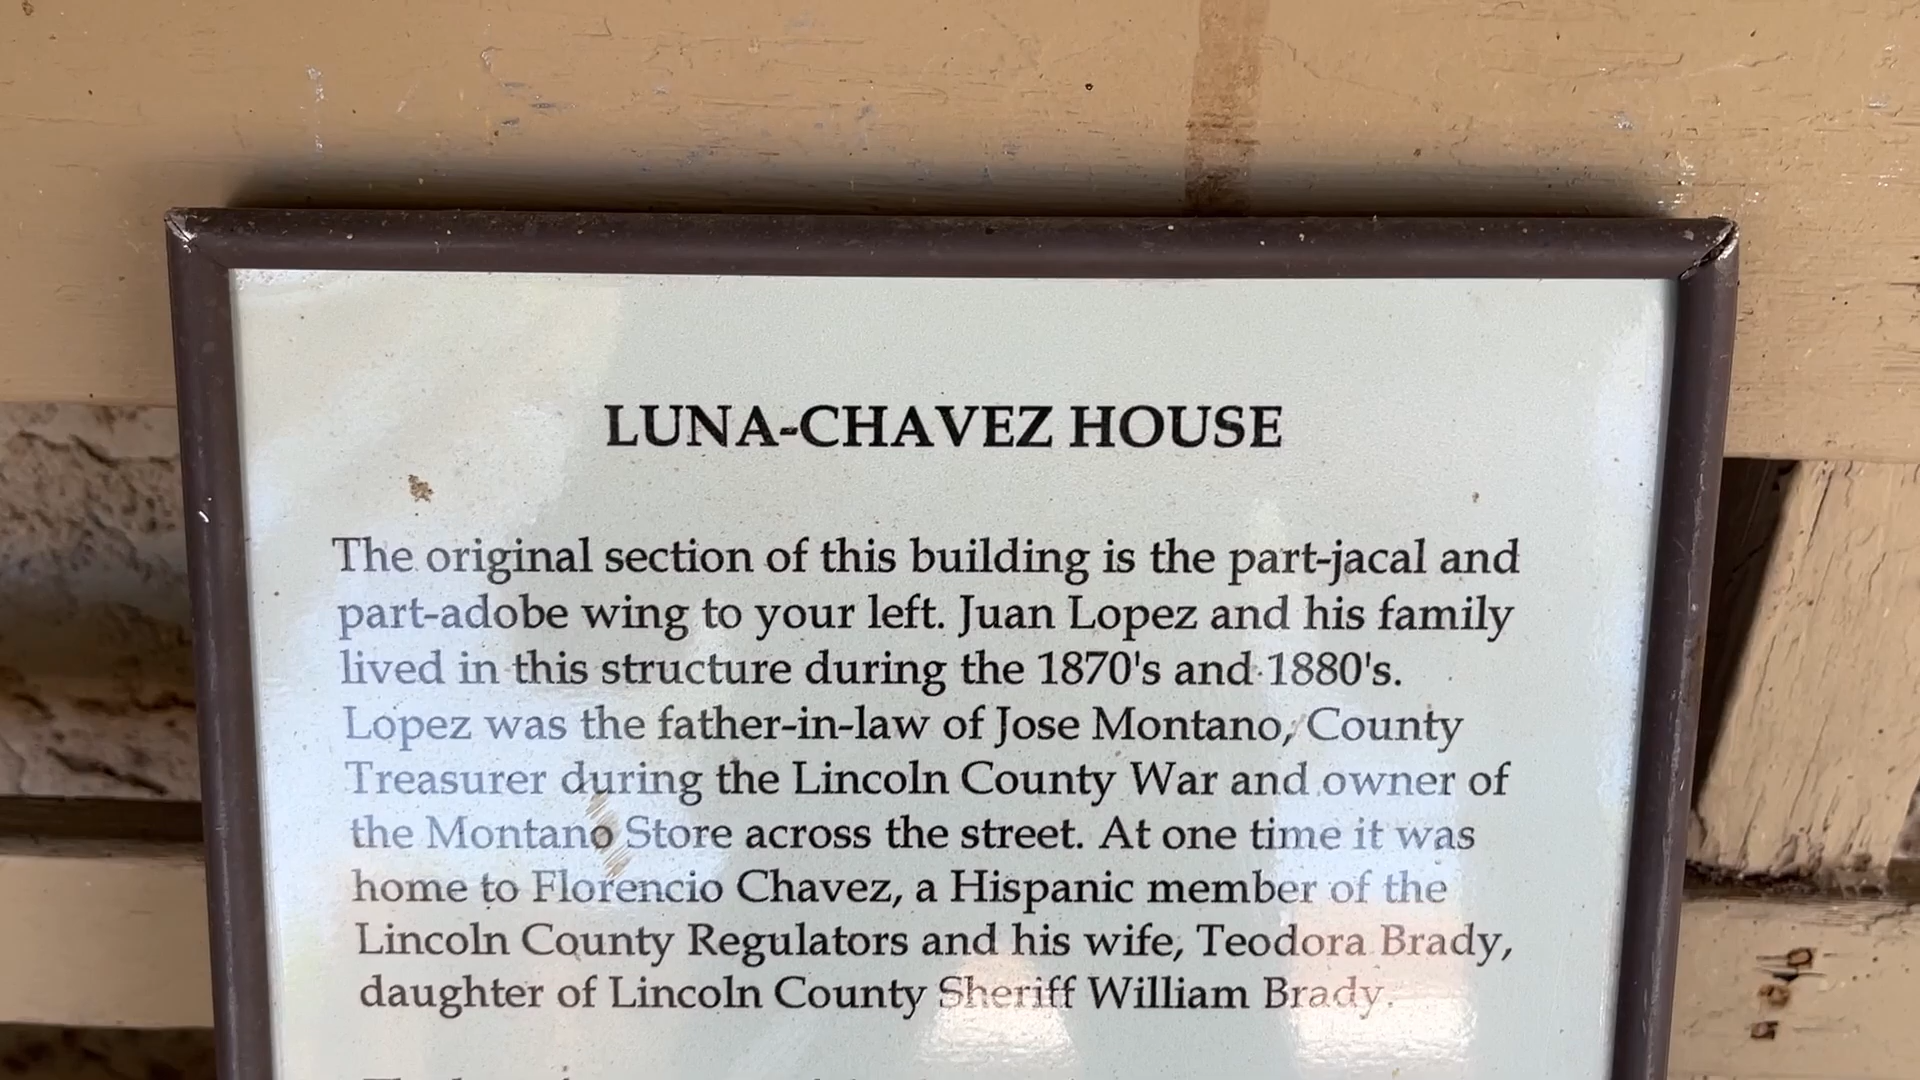 LUNA-CHAVEZ HOUSE
The original section of this building is the part-jacal and
part-adobe wing to your left. Juan Lopez and his family
lived in this structure during the 1870's and 1880's.
Lopez was the father-in-law of Jose Montano, County
Treasurer during the Lincoln County War and owner of
the Montano Store across the street. At one time it was
home to Florencio Chavez, a Hispanic member of the
Lincoln County Regulators and his wife, Teodora Brady,
daughter of Lincoln County Sheriff William Brady.